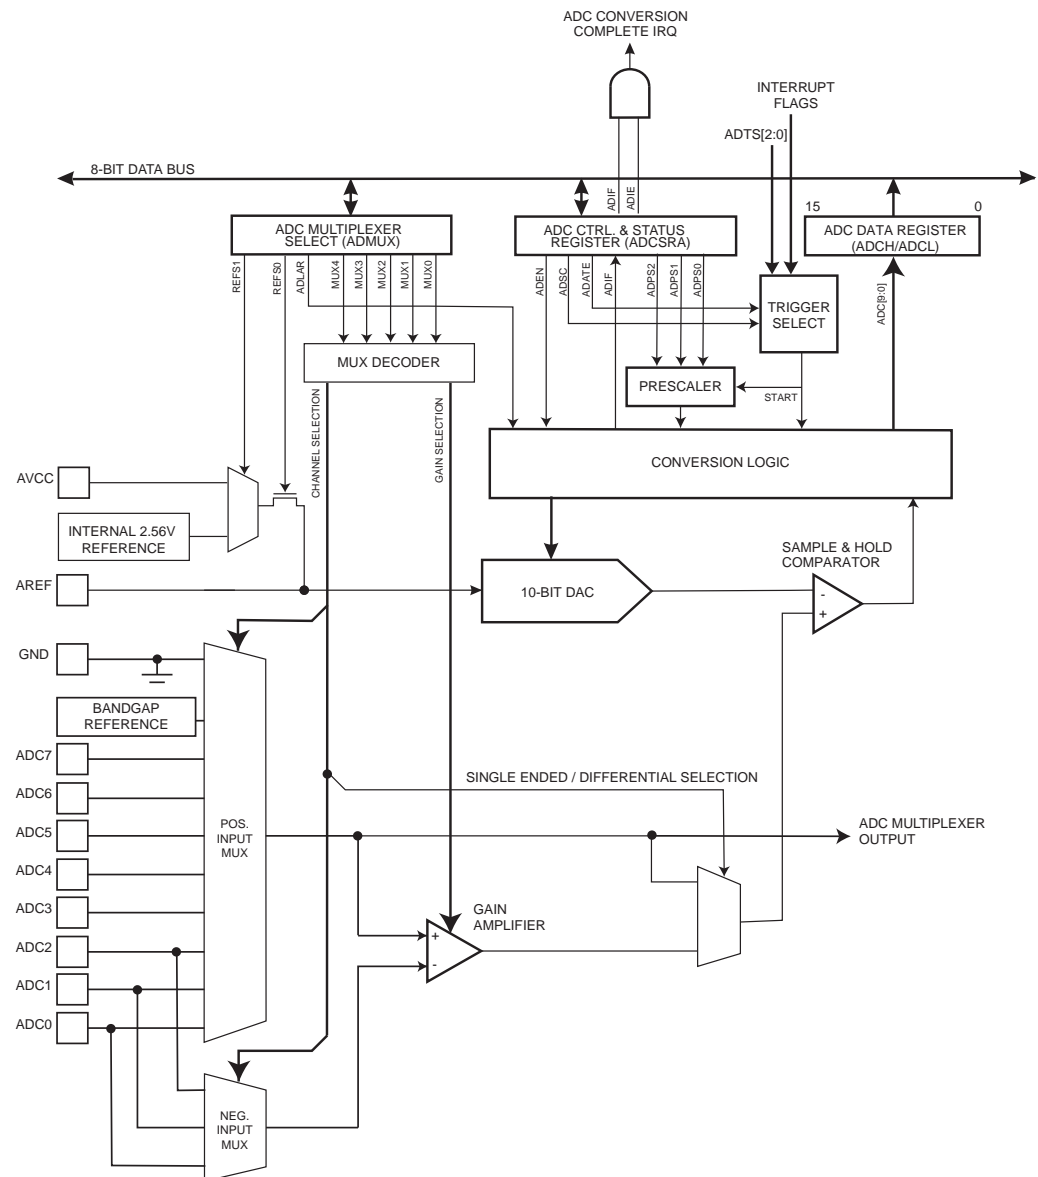 ADC CONVERSION
COMPLETE IRQ
INTERRUPT
FLAGS
ADTS[2:0]
8-BIT DATA BUS
ADIF
ADIE
15
0
ADC MULTIPLEXER
SELECT (ADMUX)
ADC CTRL. & STATUS
REGISTER (ADCSRA)
ADC DATA REGISTER
(ADCH/ADCL)
REFS1
REFS0
ADLAR
MUX4
MUX3
MUX2
MUX1
MUX0
ADEN
ADSC
ADATE
ADIF
ADPS2
ADPS1
ADPS0
ADC[9:0]
TRIGGER
SELECT
MUX DECODER
PRESCALER
START
CHANNEL SELECTION
GAIN SELECTION
CONVERSION LOGIC
AVCC
INTERNAL 2.56V
REFERENCE
SAMPLE & HOLD
COMPARATOR
AREF
10-BIT DAC
-
+
GND
BANDGAP
REFERENCE
ADC7
SINGLE ENDED / DIFFERENTIAL SELECTION
ADC6
ADC5
POS.
INPUT
MUX
ADC MULTIPLEXER
OUTPUT
ADC4
ADC3
GAIN
AMPLIFIER
+
-
ADC2
ADC1
ADC0
NEG.
INPUT
MUX